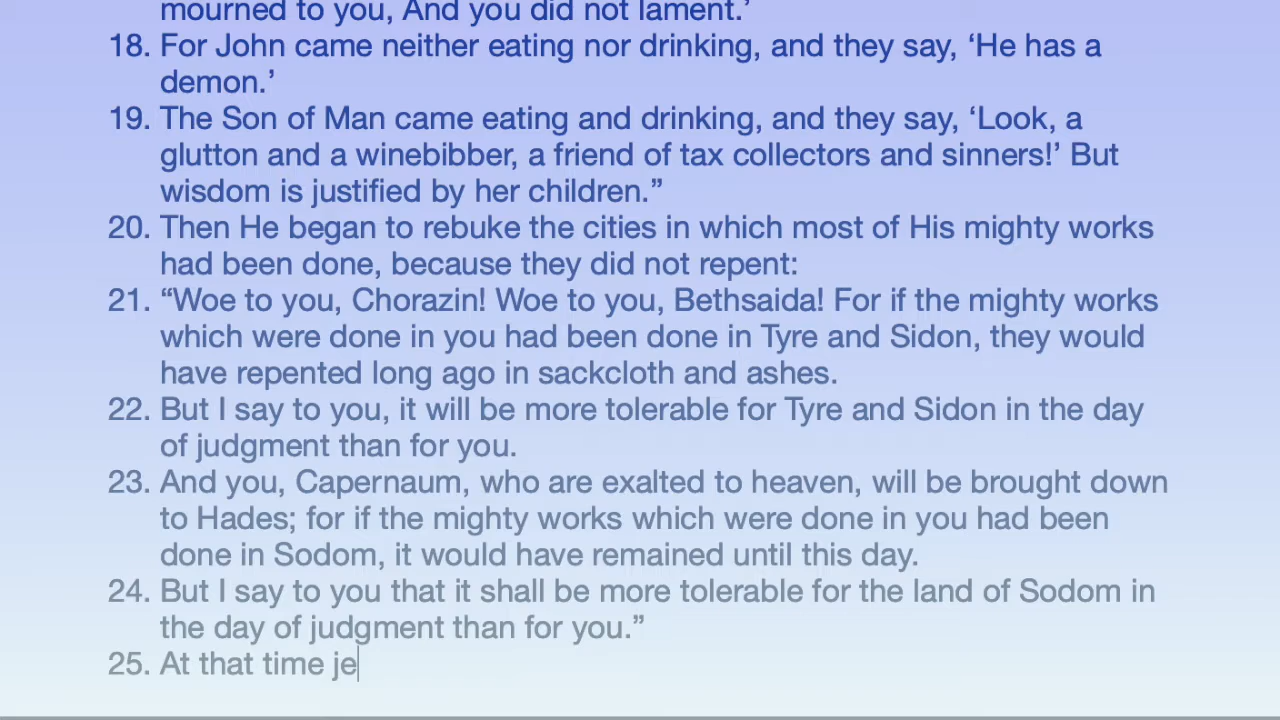 mourned to you, And you did not lament.’
18. For John came neither eating nor drinking, and they say, ‘He has a
demon.’
19. The Son of Man came eating and drinking, and they say, ‘Look, a
glutton and a winebibber, a friend of tax collectors and sinners!’ But
wisdom is justified by her children.”
20. Then He began to rebuke the cities in which most of His mighty works
had been done, because they did not repent:
21. “Woe to you, Chorazin! Woe to you, Bethsaida! For if the mighty works
which were done in you had been done in Tyre and Sidon, they would
have repented long ago in sackcloth and ashes.
22. But I say to you, it will be more tolerable for Tyre and Sidon in the day
of judgment than for you.
23. And you, Capernaum, who are exalted to heaven, will be brought down
to Hades; for if the mighty works which were done in you had been
done in Sodom, it would have remained until this day.
24. But I say to you that it shall be more tolerable for the land of Sodom in
the day of judgment than for you.”
25. At that time je